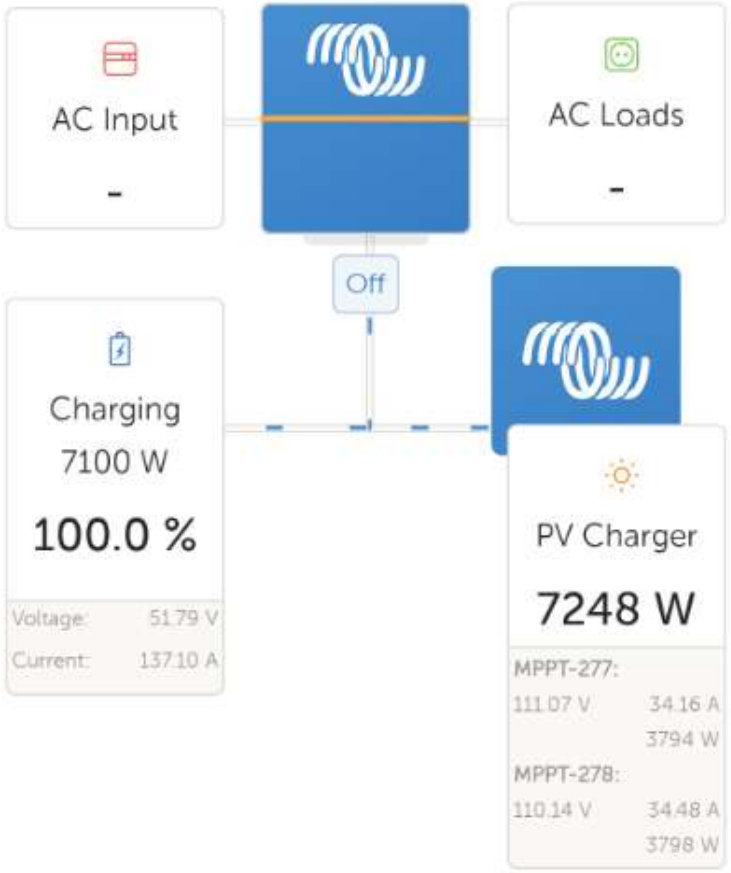 AC Input
-
AC Loads
-
Off
Charging
7100 W
100.0 %
Voltage: 51.79 V
Current: 137.10 A
PV Charger
7248 W
MPPT-277:
111.07 V 34.16 A
3794 W
MPPT-278:
110.14 V 34.48 A
3798 W